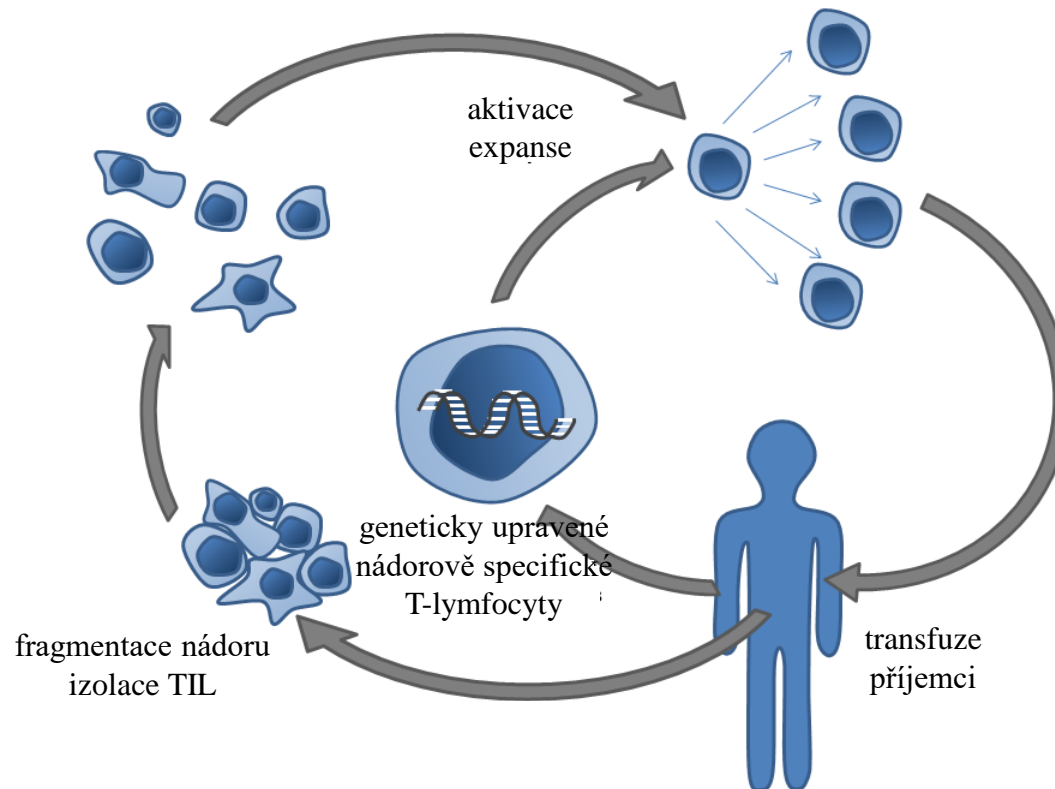 aktivace
expanse
geneticky upravené
nádorově specifické
T-lymfocyty
fragmentace nádoru
izolace TIL
transfuze
příjemci